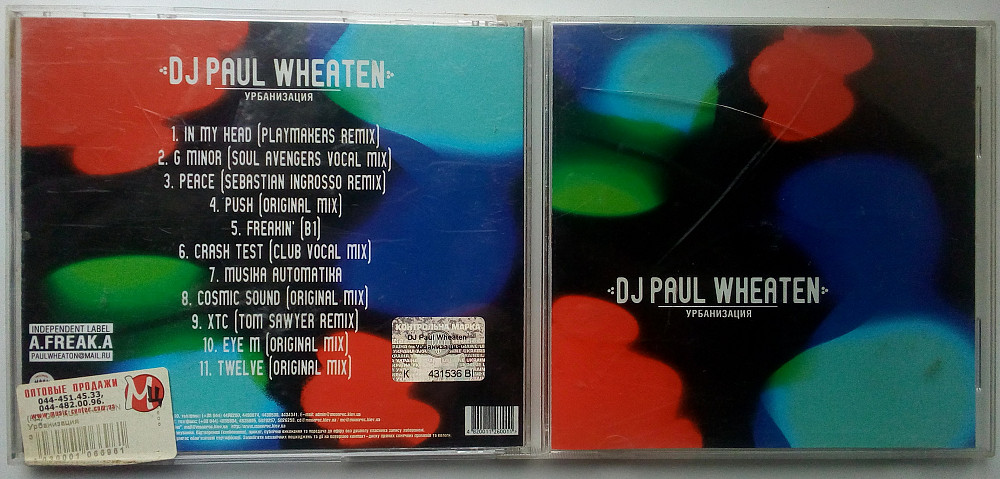 DJ PAUL WHEATEN
УРБАНИЗАЦИЯ
1. IN MY HEAD (PLAYMAKERS REMIX)
2. G MINOR (SOUL AVENGERS VOCAL MIX)
3. PEACE (SEBASTIAN INGROSSO REMIX)
4. PUSH (ORIGINAL MIX)
5. FREAKIN' (B1)
6. CRASH TEST (CLUB VOCAL MIX)
7. MUSIKA AUTOMATIKA
8. COSMIC SOUND (ORIGINAL MIX)
9. XTC (TOM SAWYER REMIX)
10. EYE M (ORIGINAL MIX)
11. TWELVE (ORIGINAL MIX)
INDEPENDENT LABEL
A.FREAK.A
PAULWHEATON@MAIL.RU
КОНТРОЛЬНА МАРКА
DJ Paul Wheaten
Урбанизац
К 431536 ВІ
ОПТОВЫЕ ПРОДАЖИ
044-451.45.33,
044-482.00.96.
Урбанизация
DJ PAUL WHEATEN
УРБАНИЗАЦИЯ